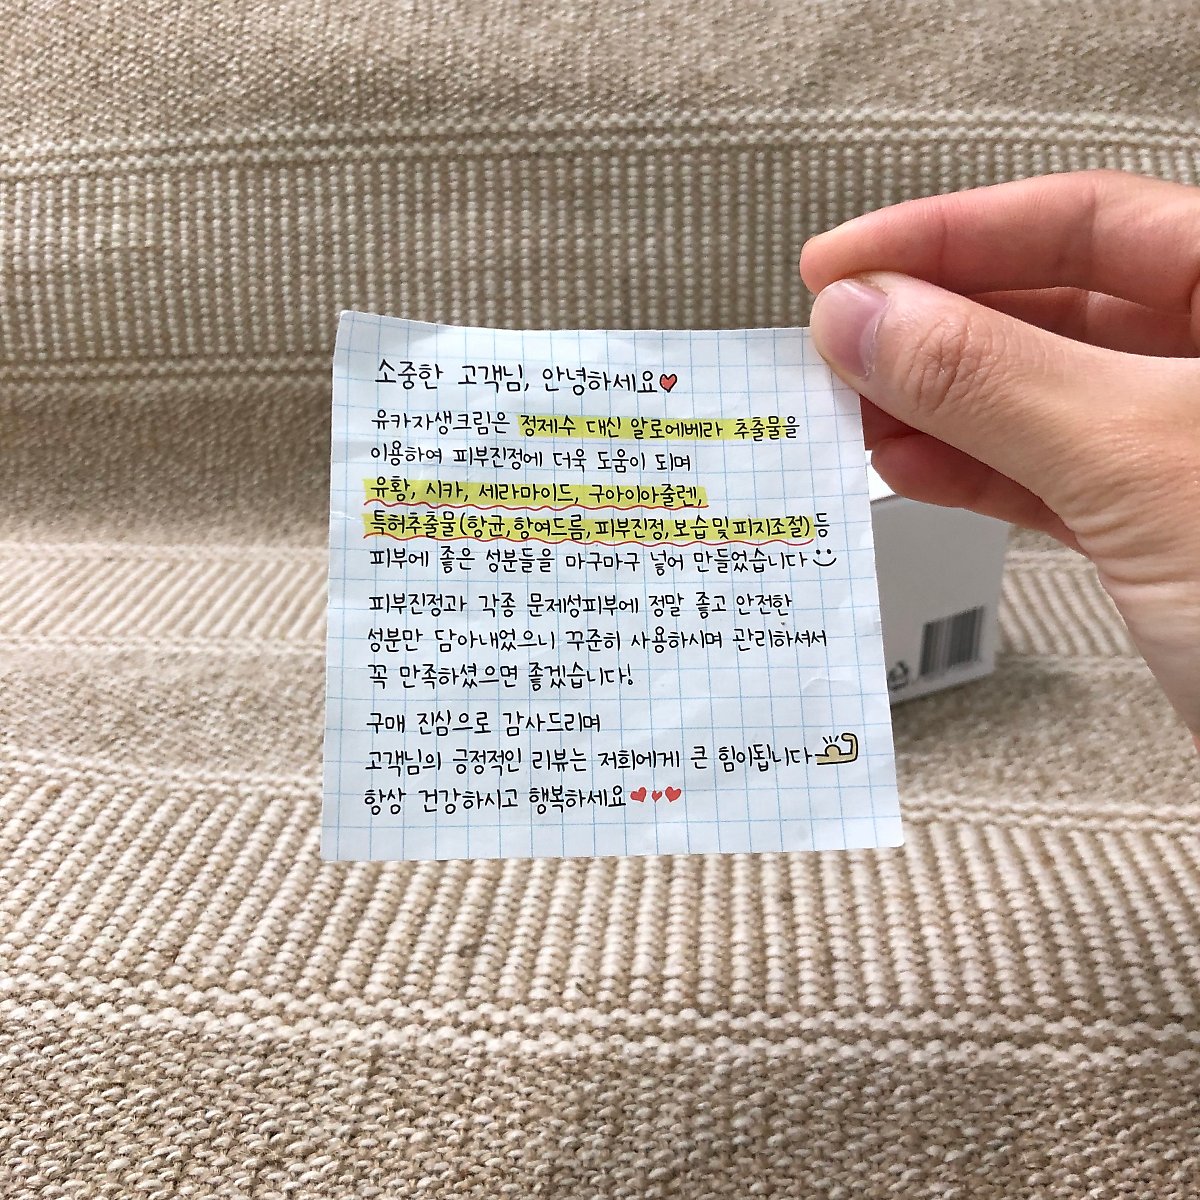 소중한 고객님, 안녕하세요
유카자생크림은 정제수 대신 알로에베라 추출물을
이용하여 피부진정에 더욱 도움이 되며
유황, 시카, 세라마이드, 구아이아줄렌,
특허추출물(항균,항여드름,피부진정,보습및피지조절)등
피부에 좋은 성분들을 마구마구 넣어 만들었습니다
피부진정과 각종 문제성피부에 정말 좋고 안전한
성분만 담아내었으니 꾸준히 사용하시며 관리하셔서
꼭 만족하셨으면 좋겠습니다!
구매 진심으로 감사드리며
고객님의 긍정적인 리뷰는 저희에게 큰 힘이됩니다
항상 건강하시고 행복하세요